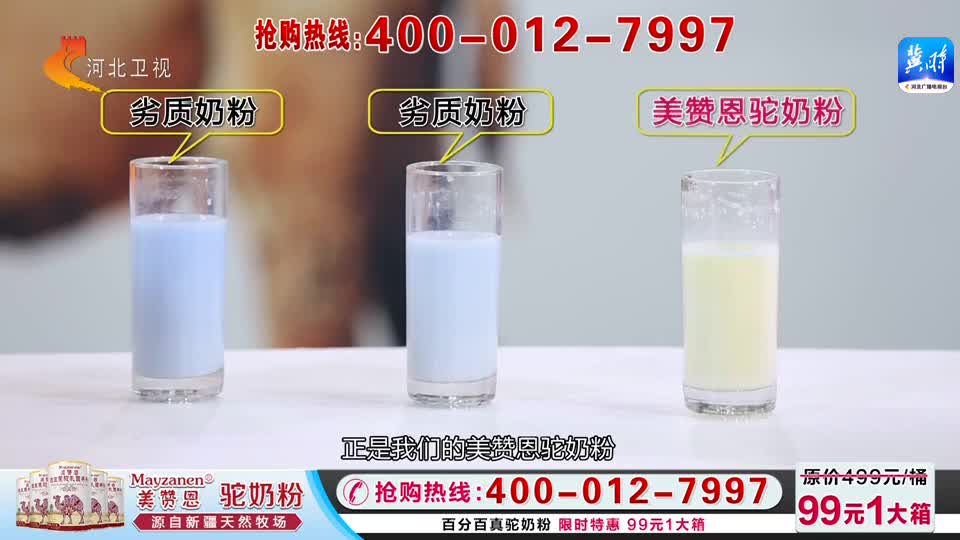 抢购热线:400-012-7997
河北卫视
冀时
河北广播电视台
劣质奶粉
劣质奶粉
美赞恩驼奶粉
正是我们的美赞恩驼奶粉
Mayzanen®
美赞恩 驼奶粉
源自新疆天然牧场
抢购热线:400-012-7997
百分百真驼奶粉 限时特惠 99元1大箱
原价499元/桶
99元1大箱